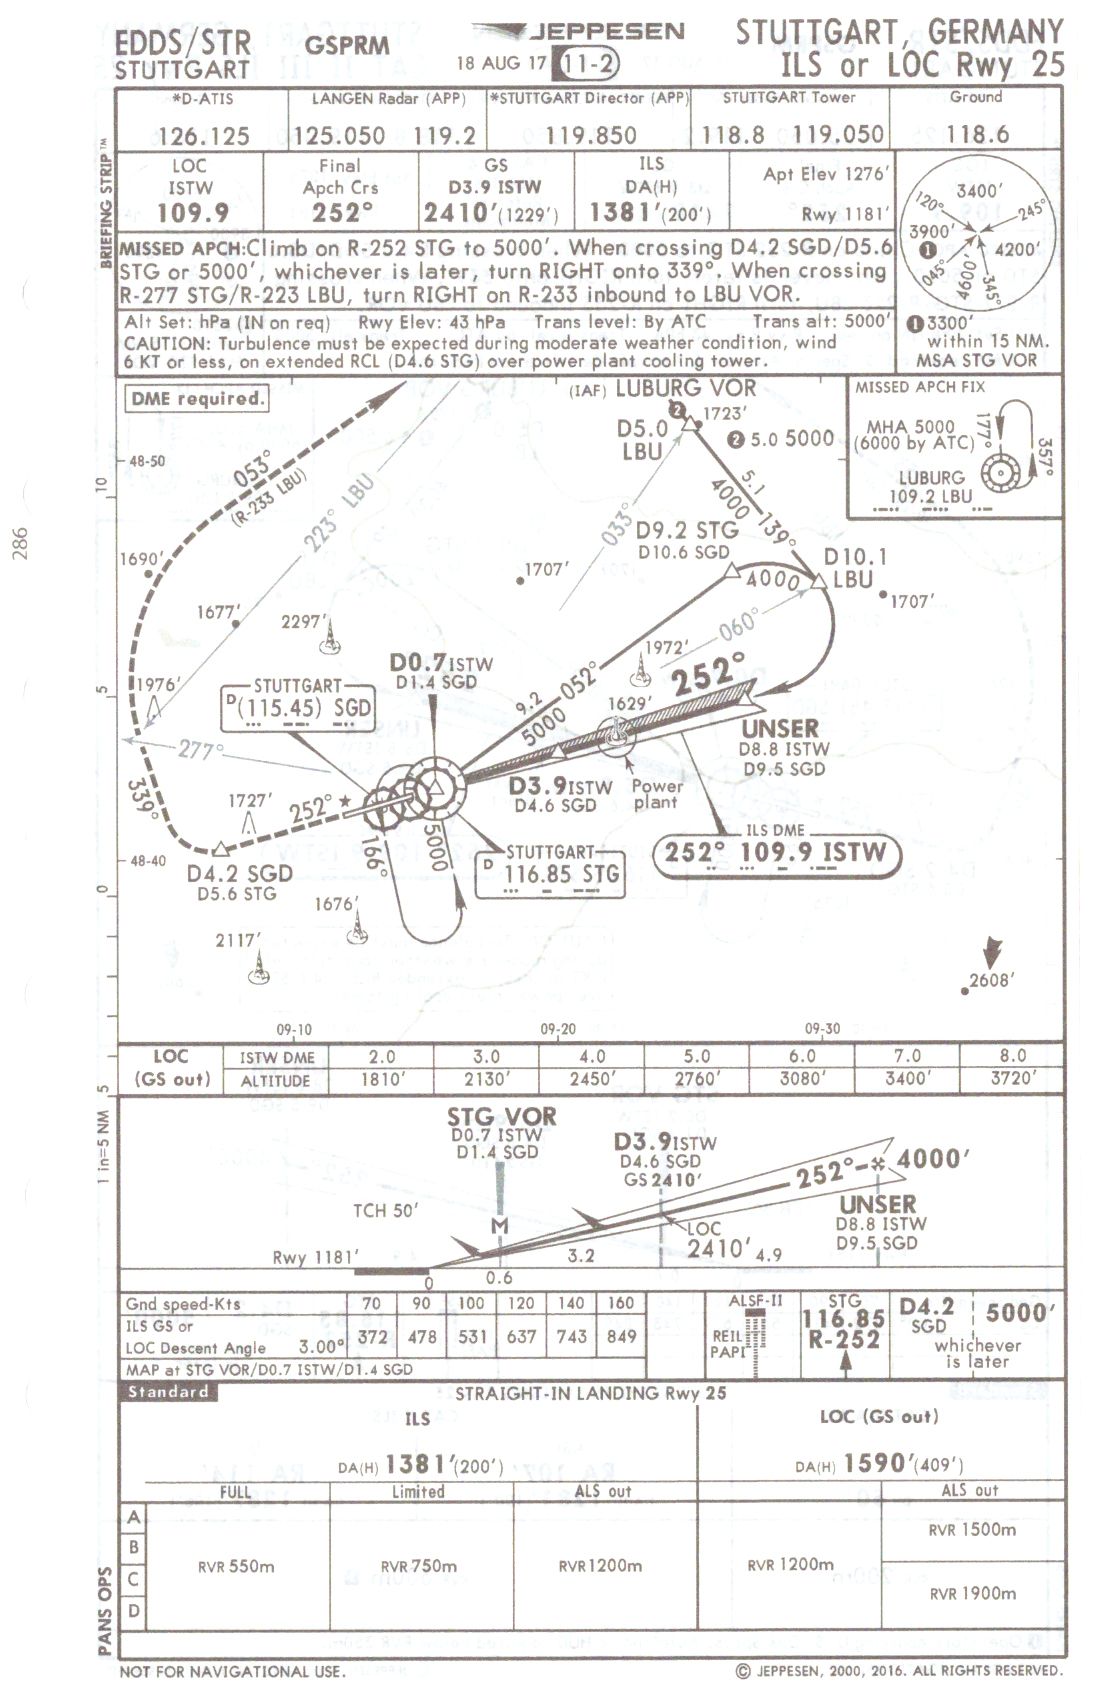 EDDS/STR
STUTTGART
GSPRM
JEPPESEN
18 AUG 17 11-2
STUTTGART, GERMANY
ILS or LOC Rwy 25
BRIEFING STRIP™
*D-ATIS
126.125
LANGEN Radar (APP)
125.050 119.2
*STUTTGART Director (APP)
119.850
STUTTGART Tower
118.8 119.050
Ground
118.6
LOC
ISTW
109.9
Final
Apch Crs
252°
GS
D3.9 ISTW
2410′(1229′)
ILS
DA(H)
1381′(200′)
Apt Elev 1276′
Rwy 1181′
MISSED APCH:Climb on R-252 STG to 5000′. When crossing D4.2 SGD/D5.6
STG or 5000′, whichever is later, turn RIGHT onto 339°. When crossing
R-277 STG/R-223 LBU, turn RIGHT on R-233 inbound to LBU VOR.
Alt Set: hPa (IN on req) Rwy Elev: 43 hPa Trans level: By ATC Trans alt: 5000′
CAUTION: Turbulence must be expected during moderate weather condition, wind
6 KT or less, on extended RCL (D4.6 STG) over power plant cooling tower.
3400′
120°
245°
3900′
1
4200′
045°
4600′
345°
1 3300′
within 15 NM.
MSA STG VOR
DME required.
(IAF) LUBURG VOR
2
1723′
D5.0
LBU
2 5.0 5000
MISSED APCH FIX
MHA 5000
(6000 by ATC)
177°
357°
LUBURG
109.2 LBU
48-50
10
053°
(R-233 LBU)
223° LBU
033°
5.1
4000
139°
D9.2 STG
D10.6 SGD
D10.1
LBU
4000
1690′
1707′
1707′
1677′
2297′
060°
1972′
D0.7 ISTW
D1.4 SGD
252°
5
1976′
STUTTGART
D (115.45) SGD
9.2
052°
5000
1629′
UNSER
D8.8 ISTW
D9.5 SGD
277°
D3.9 ISTW
D4.6 SGD
Power
plant
339°
1727′
252°
166°
5000
ILS DME
252° 109.9 ISTW
48-40
STUTTGART
D 116.85 STG
D4.2 SGD
D5.6 STG
0
1676′
2117′
2608′
09-10
09-20
09-30
5
1 in=5 NM
286
LOC
(GS out)
ISTW DME 2.0 3.0 4.0 5.0 6.0 7.0 8.0
ALTITUDE 1810′ 2130′ 2450′ 2760′ 3080′ 3400′ 3720′
STG VOR
D0.7 ISTW
D1.4 SGD
D3.9 ISTW
D4.6 SGD
GS 2410′
252°
4000′
UNSER
D8.8 ISTW
D9.5 SGD
TCH 50′
M
LOC
2410′
4.9
3.2
Rwy 1181′
0
0.6
Gnd speed-Kts 70 90 100 120 140 160
ILS GS or
LOC Descent Angle 3.00° 372 478 531 637 743 849
MAP at STG VOR/D0.7 ISTW/D1.4 SGD
ALSF-II
REIL
PAPI
STG
116.85
R-252
D4.2
SGD
5000′
whichever
is later
Standard
STRAIGHT-IN LANDING Rwy 25
ILS
LOC (GS out)
DA(H) 1381′(200′)
DA(H) 1590′(409′)
FULL
Limited
ALS out
ALS out
A
B
C
D
RVR 550m
RVR 750m
RVR 1200m
RVR 1200m
RVR 1500m
RVR 1900m
PANS OPS
NOT FOR NAVIGATIONAL USE.
© JEPPESEN, 2000, 2016. ALL RIGHTS RESERVED.